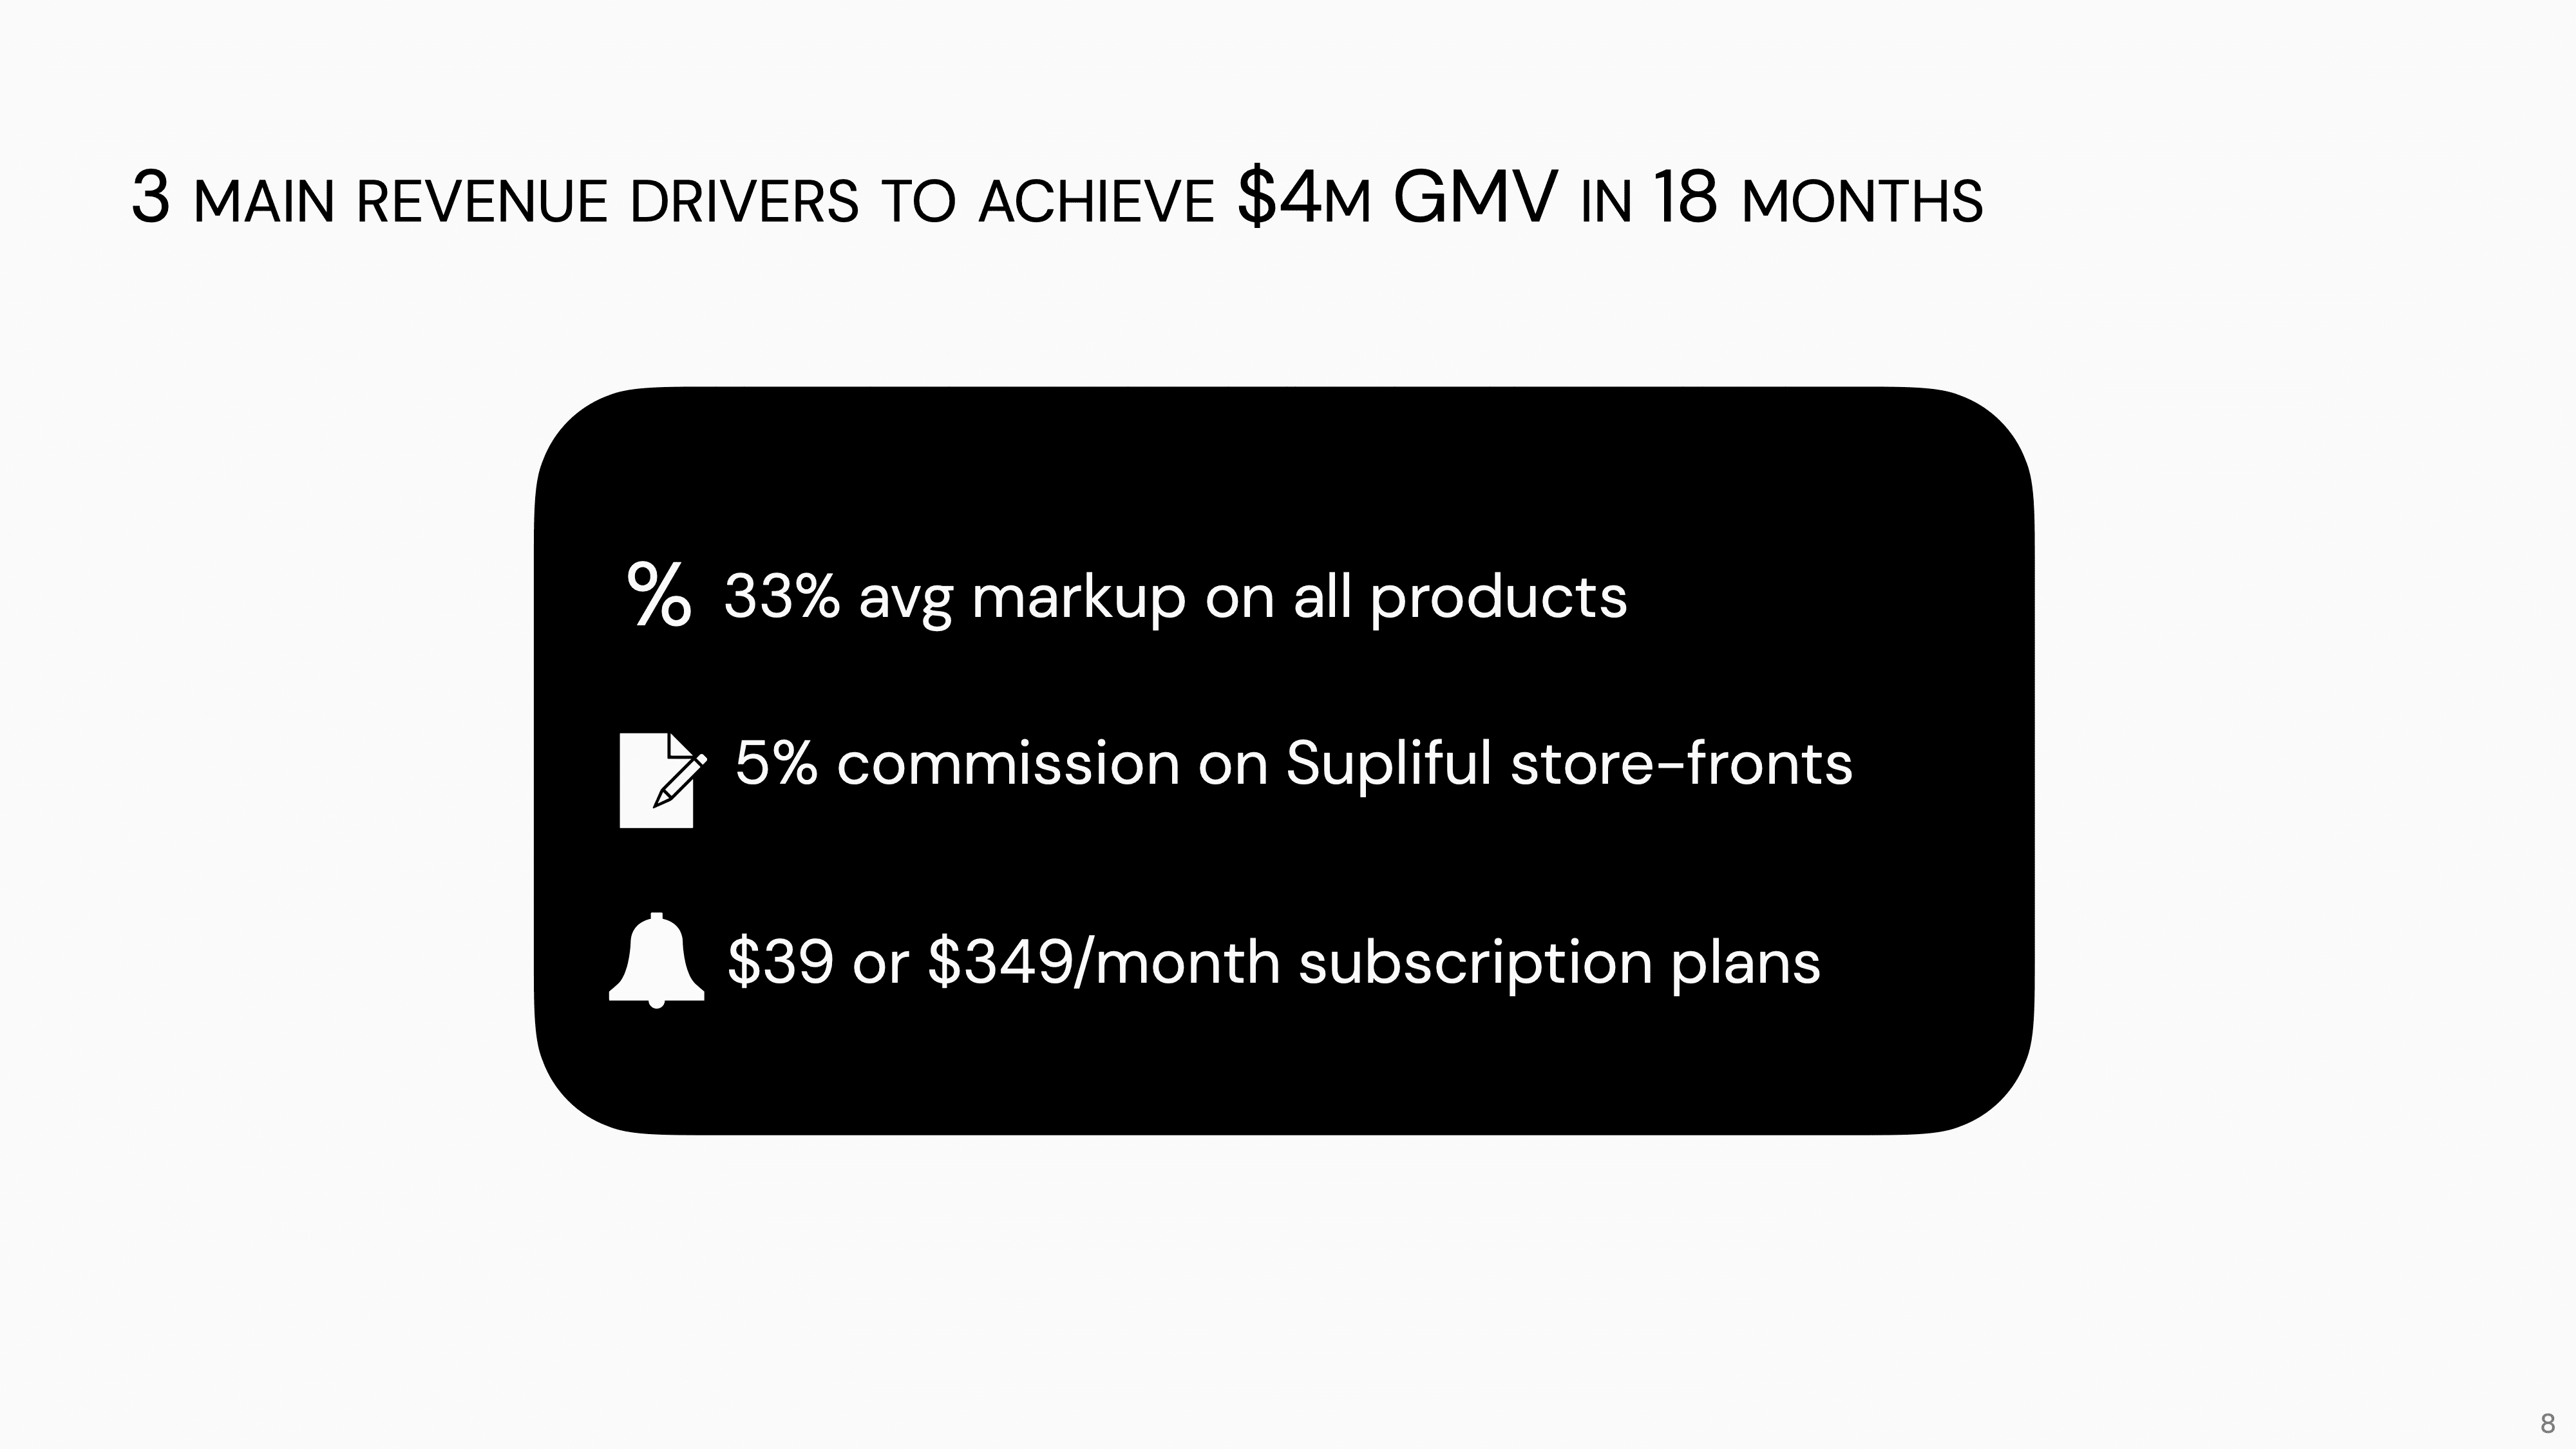 3 MAIN REVENUE DRIVERS TO ACHIEVE $4M GMV IN 18 MONTHS
% 33% avg markup on all products
5% commission on Supliful store-fronts
$39 or $349/month subscription plans
8